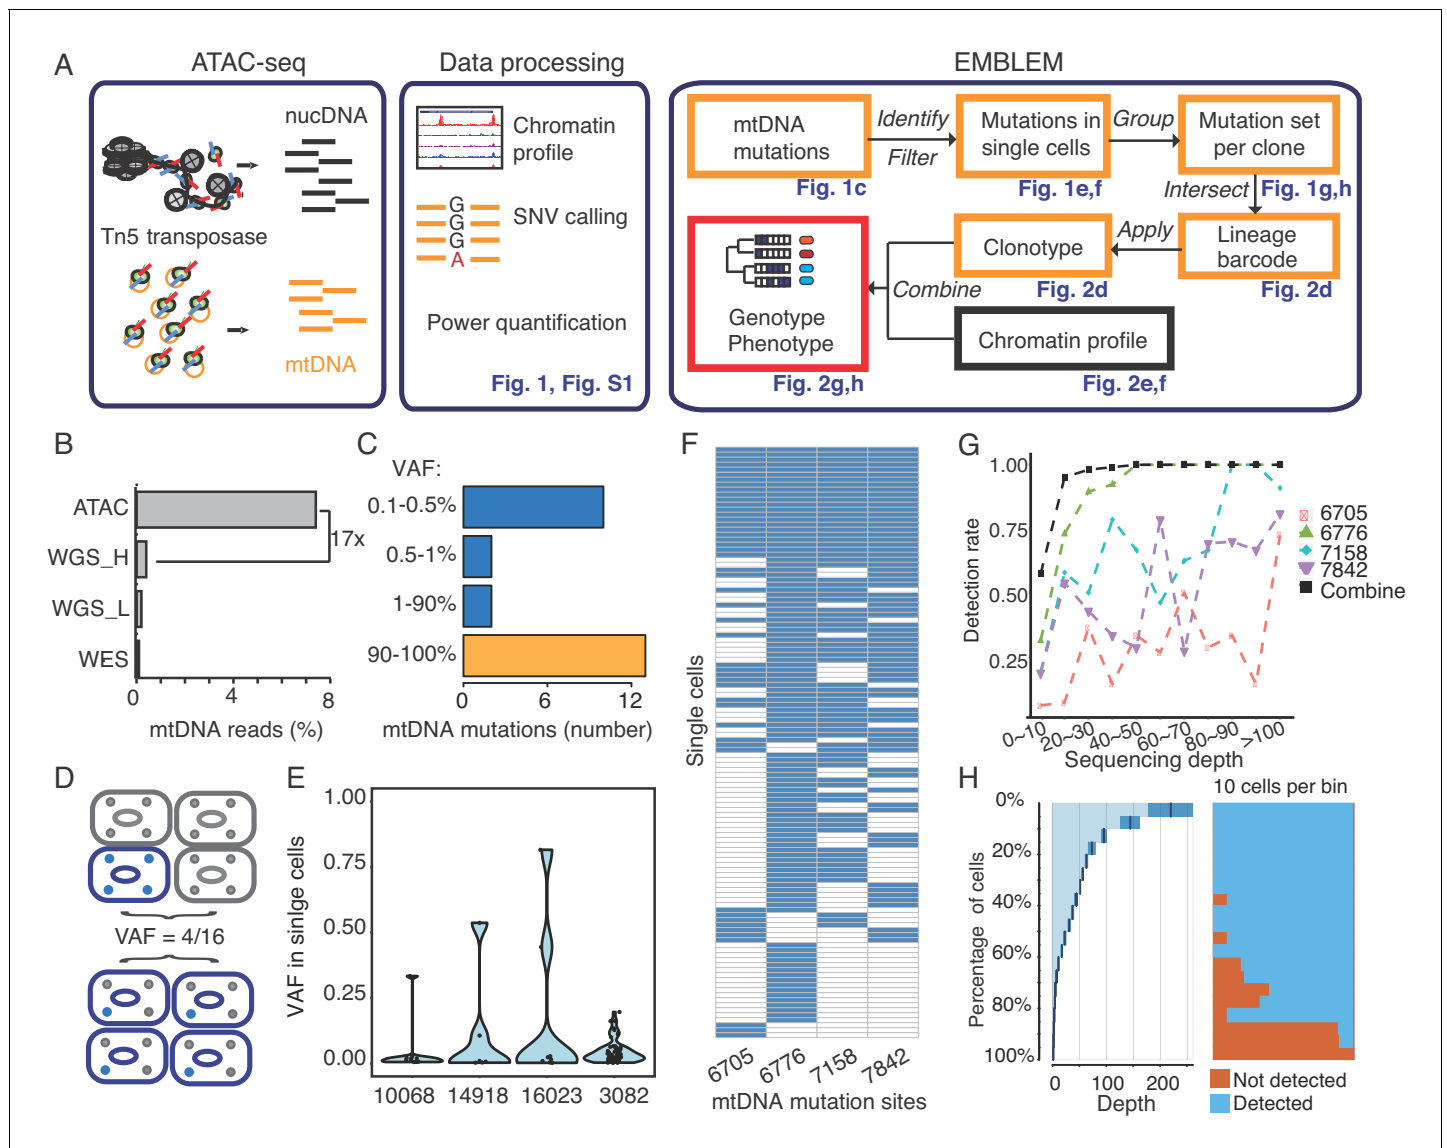 A
ATAC-seq
Data processing
EMBLEM
nucDNA
Tn5 transposase
mtDNA
Chromatin
profile
G
G
G
A
SNV calling
Power quantification
Fig. 1, Fig. S1
mtDNA
mutations
Fig. 1c
Identify
Filter
Mutations in
single cells
Fig. 1e,f
Group
Mutation set
per clone
Fig. 1g,h
Intersect
Lineage
barcode
Fig. 2d
Apply
Clonotype
Fig. 2d
Combine
Chromatin profile
Fig. 2e,f
Genotype
Phenotype
Fig. 2g,h
B
ATAC
WGS_H
WGS_L
WES
17x
0 4 8
mtDNA reads (%)
C
VAF:
0.1-0.5%
0.5-1%
1-90%
90-100%
0 6 12
mtDNA mutations (number)
D
VAF = 4/16
E
VAF in sinlge cells
1.00
0.75
0.50
0.25
0.00
10068 14918 16023 3082
F
Single cells
6705 6776 7158 7842
mtDNA mutation sites
G
Detection rate
1.00
0.75
0.50
0.25
0~10 20~30 40~50 60~70 80~90 >100
Sequencing depth
6705
6776
7158
7842
Combine
H
10 cells per bin
Percentage of cells
0%
20%
40%
60%
80%
100%
0 100 200
Depth
Not detected
Detected